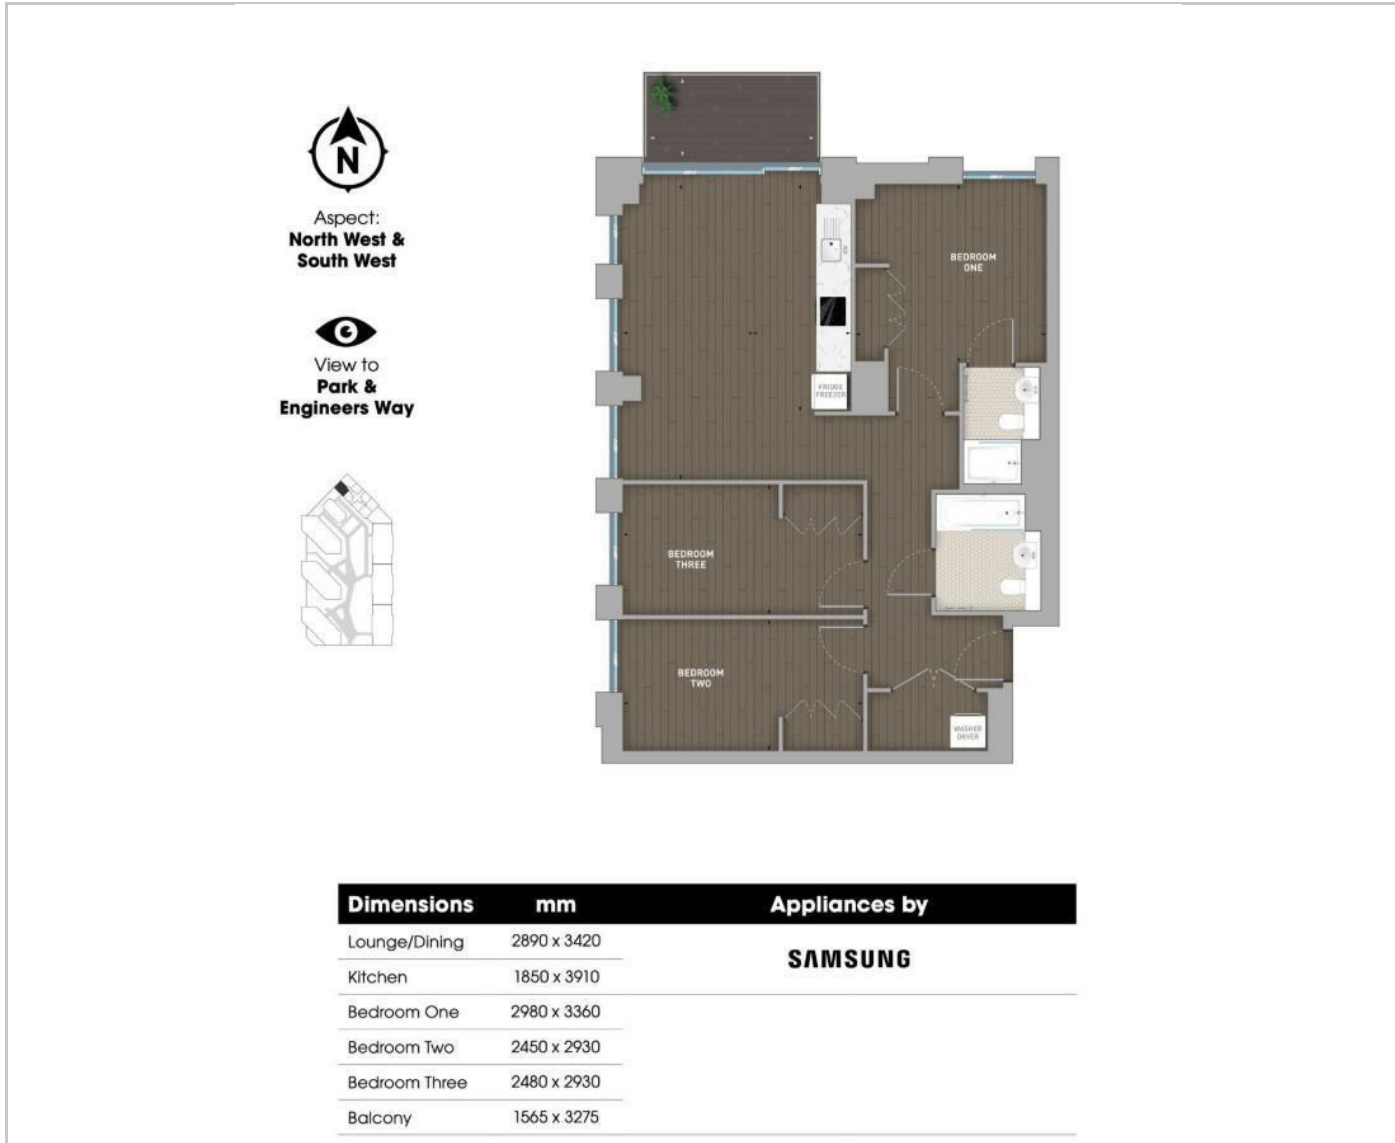 N
Aspect:
North West &
South West
View to
Park &
Engineers Way
BEDROOM
ONE
FRIDGE
FREEZER
BEDROOM
THREE
BEDROOM
TWO
WASHER
DRYER
Dimensions mm Appliances by
Lounge/Dining 2890 x 3420
SAMSUNG
Kitchen 1850 x 3910
Bedroom One 2980 x 3360
Bedroom Two 2450 x 2930
Bedroom Three 2480 x 2930
Balcony 1565 x 3275